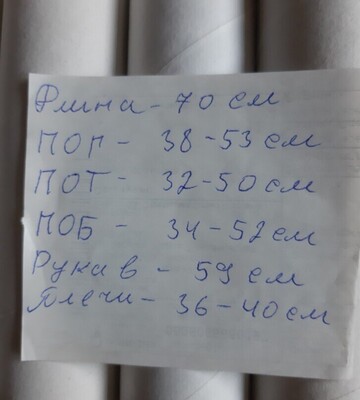 Длина - 70 см
ПОГ - 38-53 см
ПОТ - 32-50 см
ПОБ - 34-52 см
Рукав - 59 см
Плечи - 36-40 см